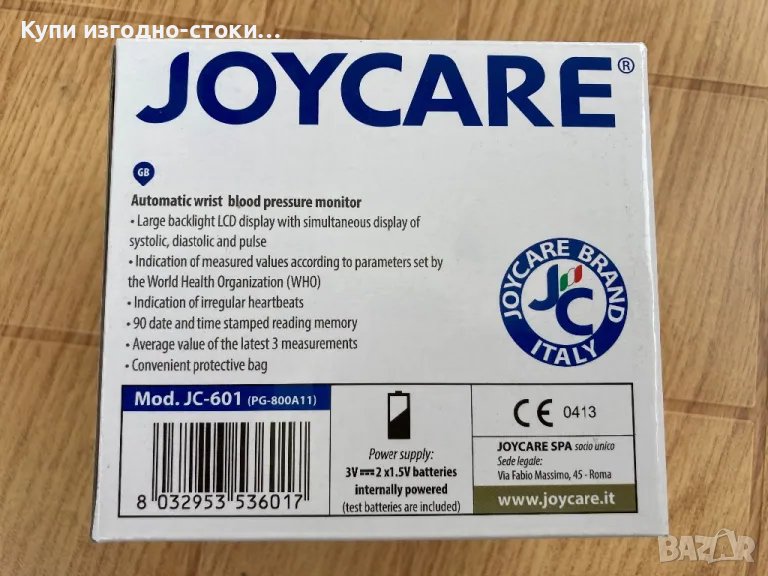 Купи изгодно-стоки...
JOYCARE®
GB
Automatic wrist blood pressure monitor
• Large backlight LCD display with simultaneous display of
systolic, diastolic and pulse
• Indication of measured values according to parameters set by
the World Health Organization (WHO)
• Indication of irregular heartbeats
• 90 date and time stamped reading memory
• Average value of the latest 3 measurements
• Convenient protective bag
JOYCARE BRAND
JC
ITALY
Mod. JC-601 (PG-800A11)
8 032953 536017
Power supply:
3V⎓2 x1.5V batteries
internally powered
(test batteries are included)
CE 0413
JOYCARE SPA socio unico
Sede legale:
Via Fabio Massimo, 45 - Roma
www.joycare.it
BAZAR